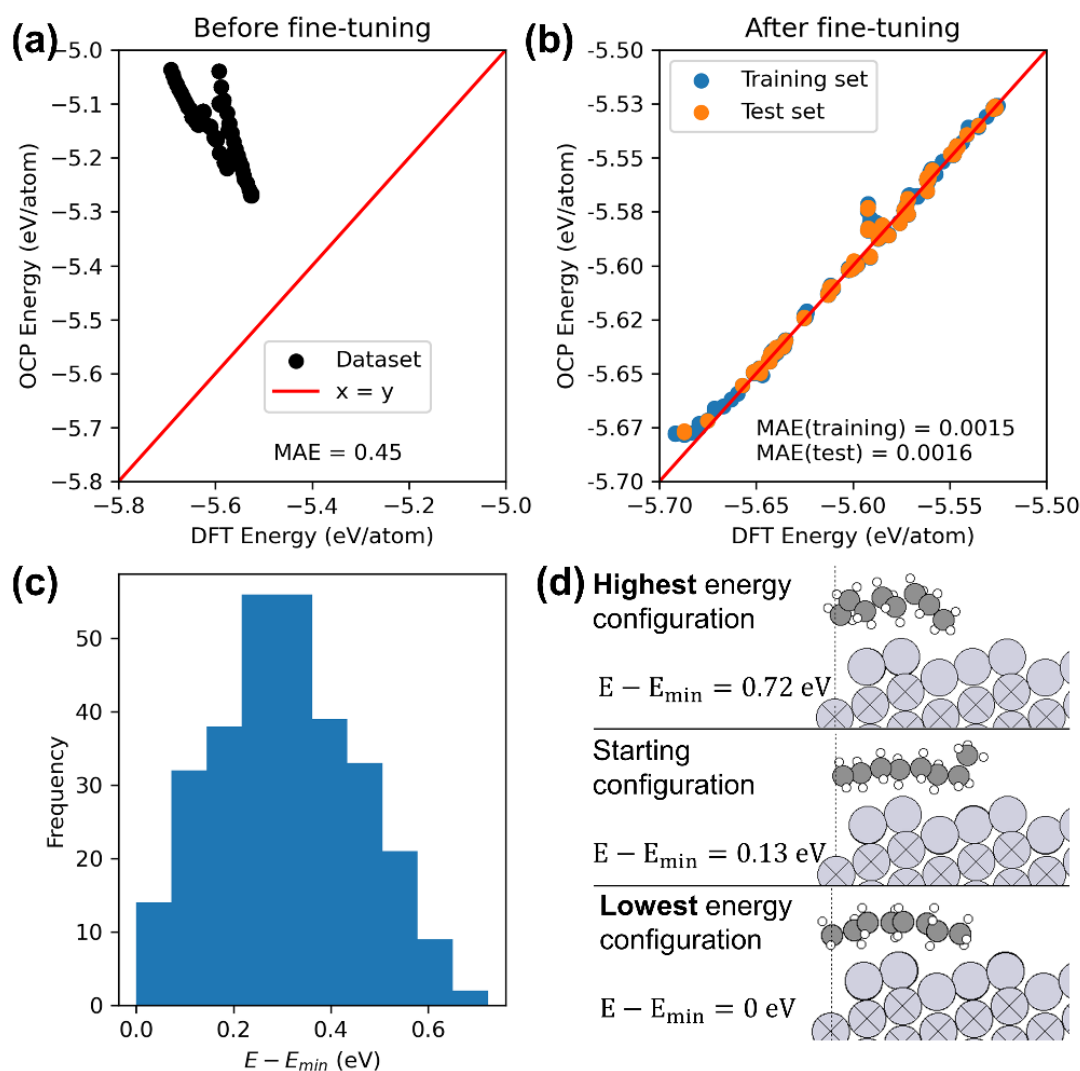 (a)
Before fine-tuning
−5.0
−5.1
−5.2
−5.3
−5.4
−5.5
−5.6
−5.7
−5.8
OCP Energy (eV/atom)
Dataset
x = y
MAE = 0.45
−5.8
−5.6
−5.4
−5.2
−5.0
DFT Energy (eV/atom)
(b)
After fine-tuning
-5.50
-5.53
-5.55
-5.58
-5.60
-5.62
-5.65
-5.67
-5.70
OCP Energy (eV/atom)
Training set
Test set
MAE(training) = 0.0015
MAE(test) = 0.0016
−5.70
−5.65
−5.60
−5.55
−5.50
DFT Energy (eV/atom)
(c)
50
40
30
20
10
0
Frequency
0.0
0.2
0.4
0.6
E − Emin (eV)
(d)
Highest energy
configuration
E − Emin = 0.72 eV
Starting
configuration
E − Emin = 0.13 eV
Lowest energy
configuration
E − Emin = 0 eV